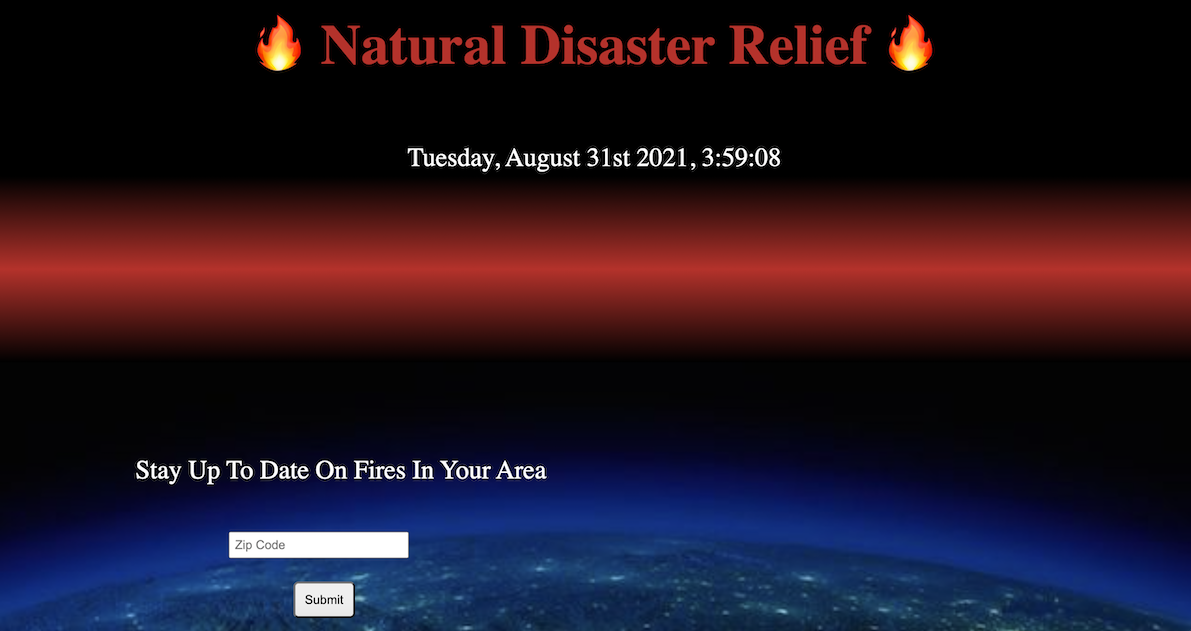 🔥 Natural Disaster Relief 🔥
Tuesday, August 31st 2021, 3:59:08
Stay Up To Date On Fires In Your Area
Zip Code
Submit